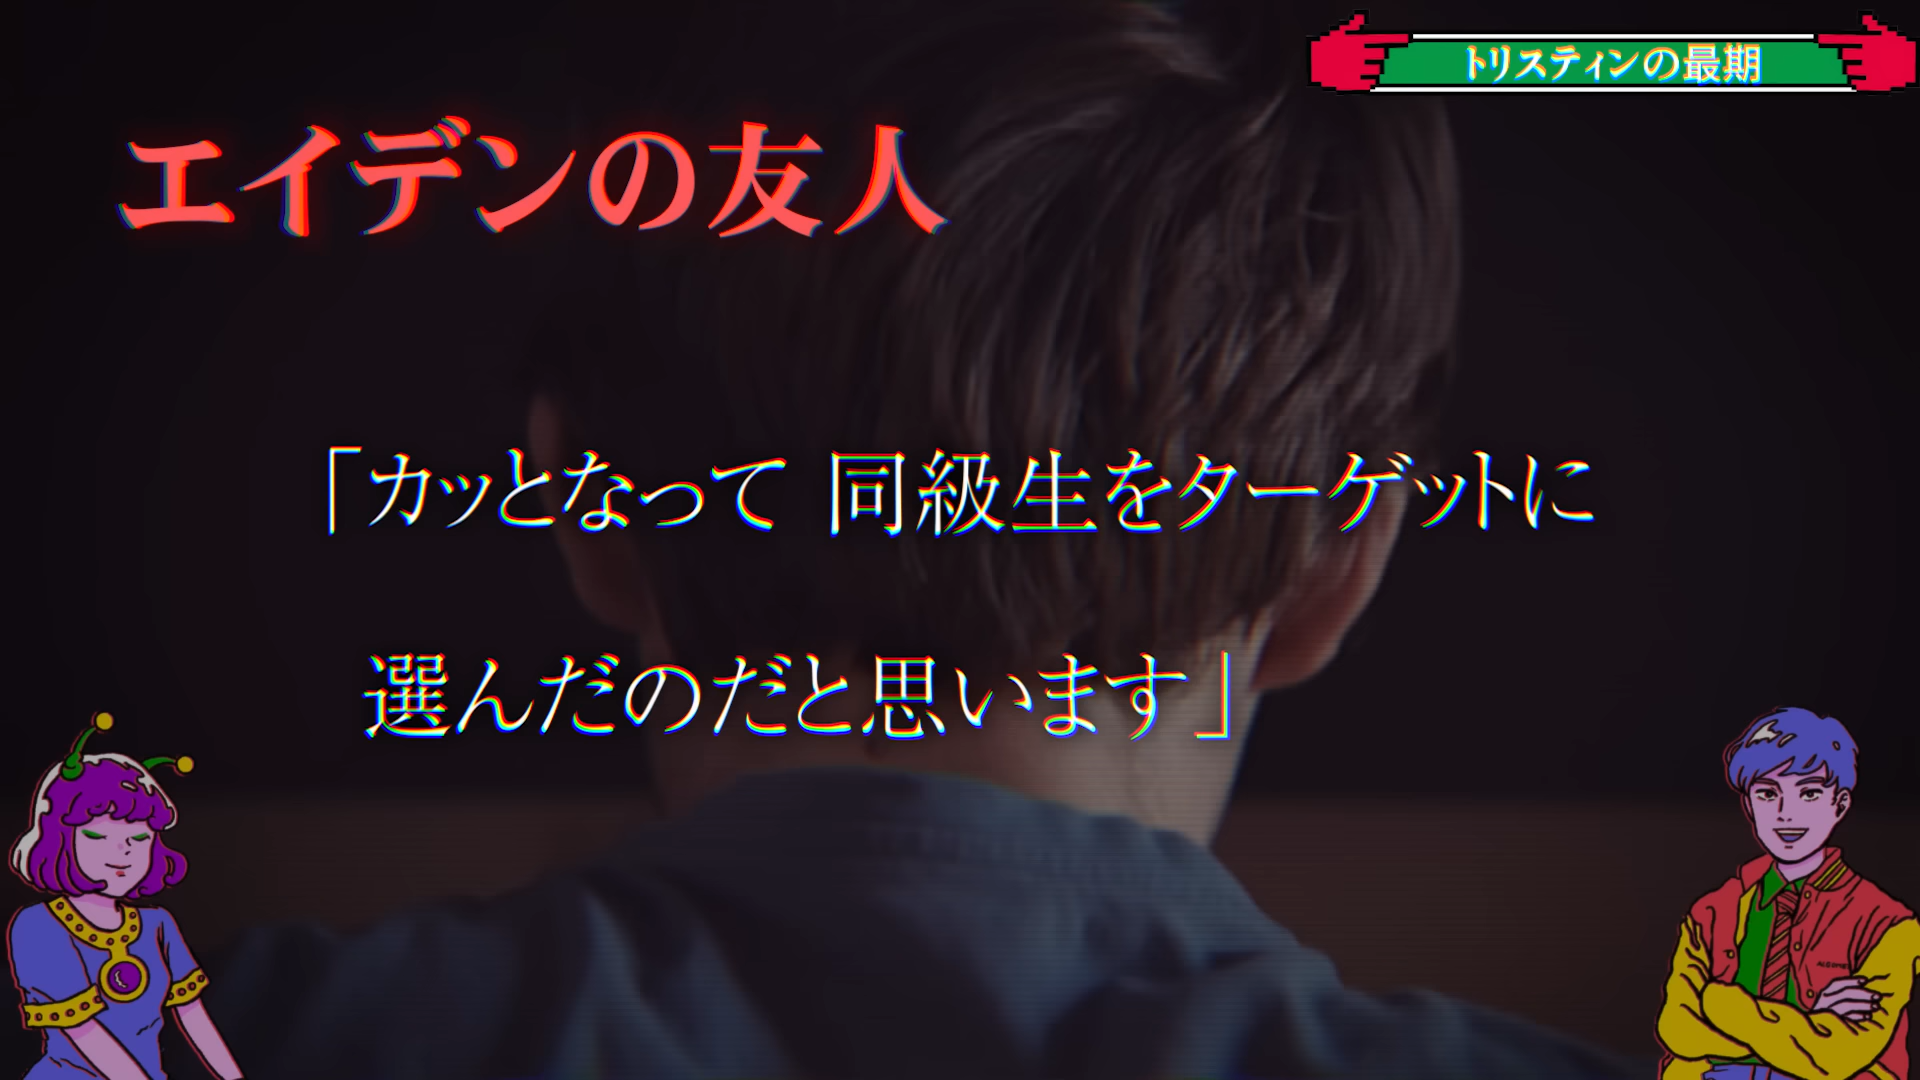 トリスティンの最期
エイデンの友人
「カッとなって 同級生をターゲットに
選んだのだと思います」